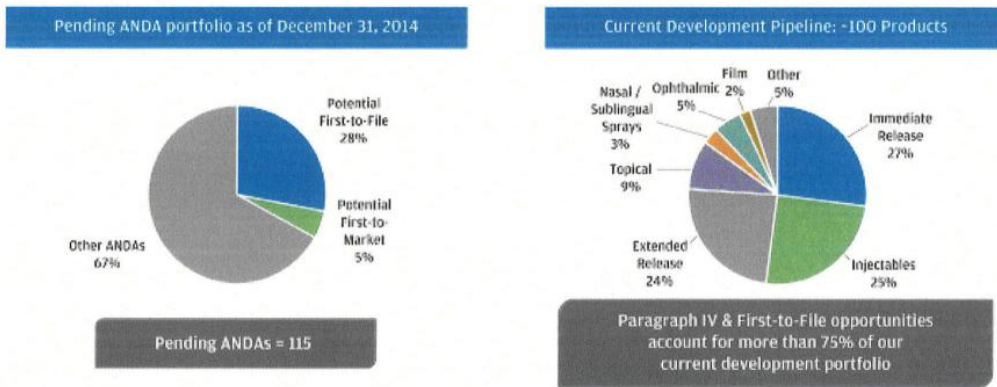 Pending ANDA portfolio as of December 31, 2014
Potential
First-to-File
28%
Potential
First-to-
Market
5%
Other ANDAs
67%
Pending ANDAs = 115
Current Development Pipeline: ~100 Products
Film
2%
Other
5%
Ophthalmic
5%
Nasal /
Sublingual
Sprays
3%
Topical
9%
Extended
Release
24%
Immediate
Release
27%
Injectables
25%
Paragraph IV & First-to-File opportunities
account for more than 75% of our
current development portfolio